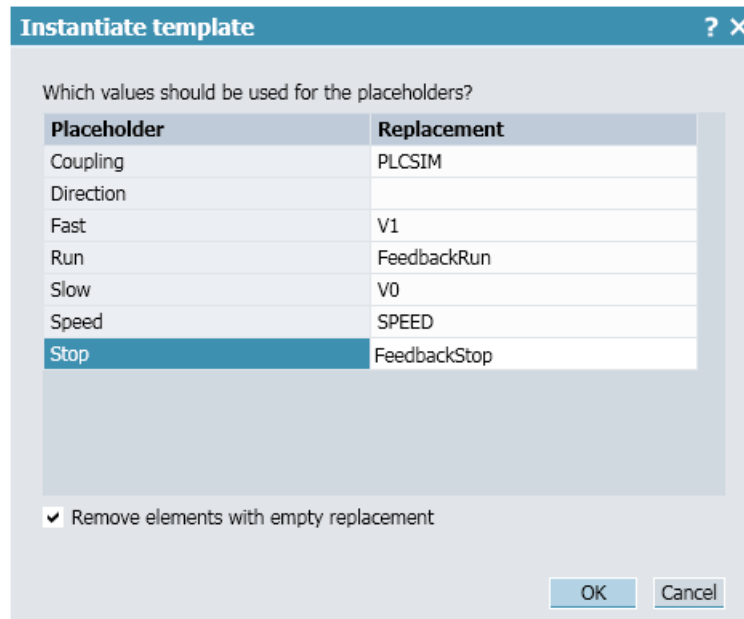 Instantiate template ? ×
Which values should be used for the placeholders?
Placeholder Replacement
Coupling PLCSIM
Direction
Fast V1
Run FeedbackRun
Slow V0
Speed SPEED
Stop FeedbackStop
Remove elements with empty replacement
OK Cancel